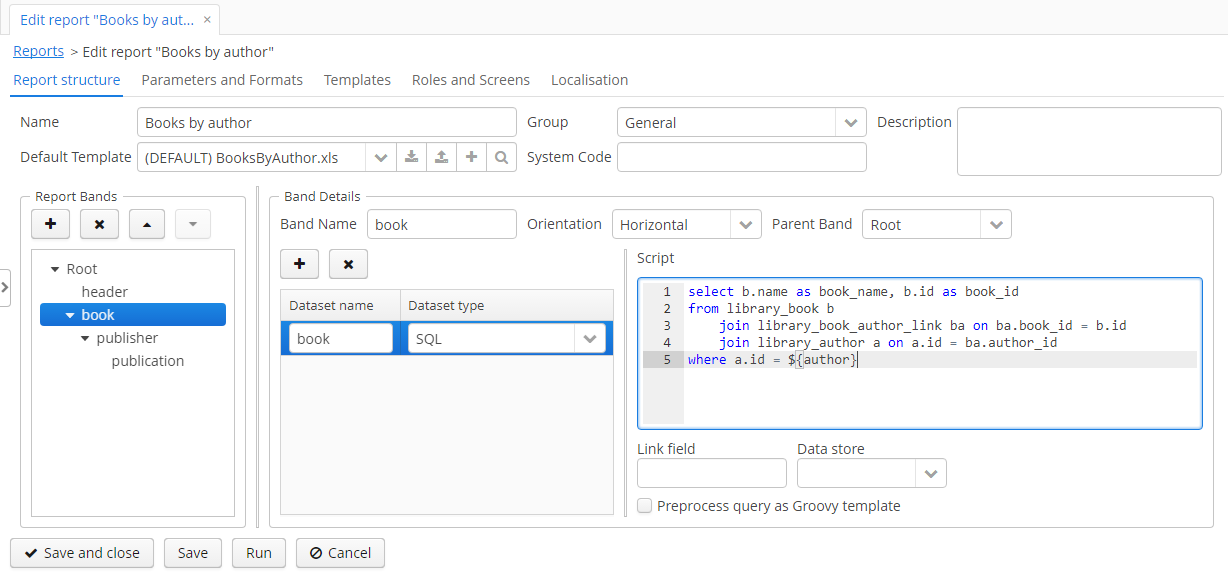 Edit report "Books by aut... ×
Reports > Edit report "Books by author"
Report structure Parameters and Formats Templates Roles and Screens Localisation
Name Books by author Group General Description
Default Template (DEFAULT) BooksByAuthor.xls System Code
Report Bands Band Details
Band Name book Orientation Horizontal Parent Band Root
Root
header
book
publisher
publication
Dataset name Dataset type
book SQL
Script
1 select b.name as book_name, b.id as book_id
2 from library_book b
3 join library_book_author_link ba on ba.book_id = b.id
4 join library_author a on a.id = ba.author_id
5 where a.id = ${author}
Link field Data store
Preprocess query as Groovy template
Save and close Save Run Cancel